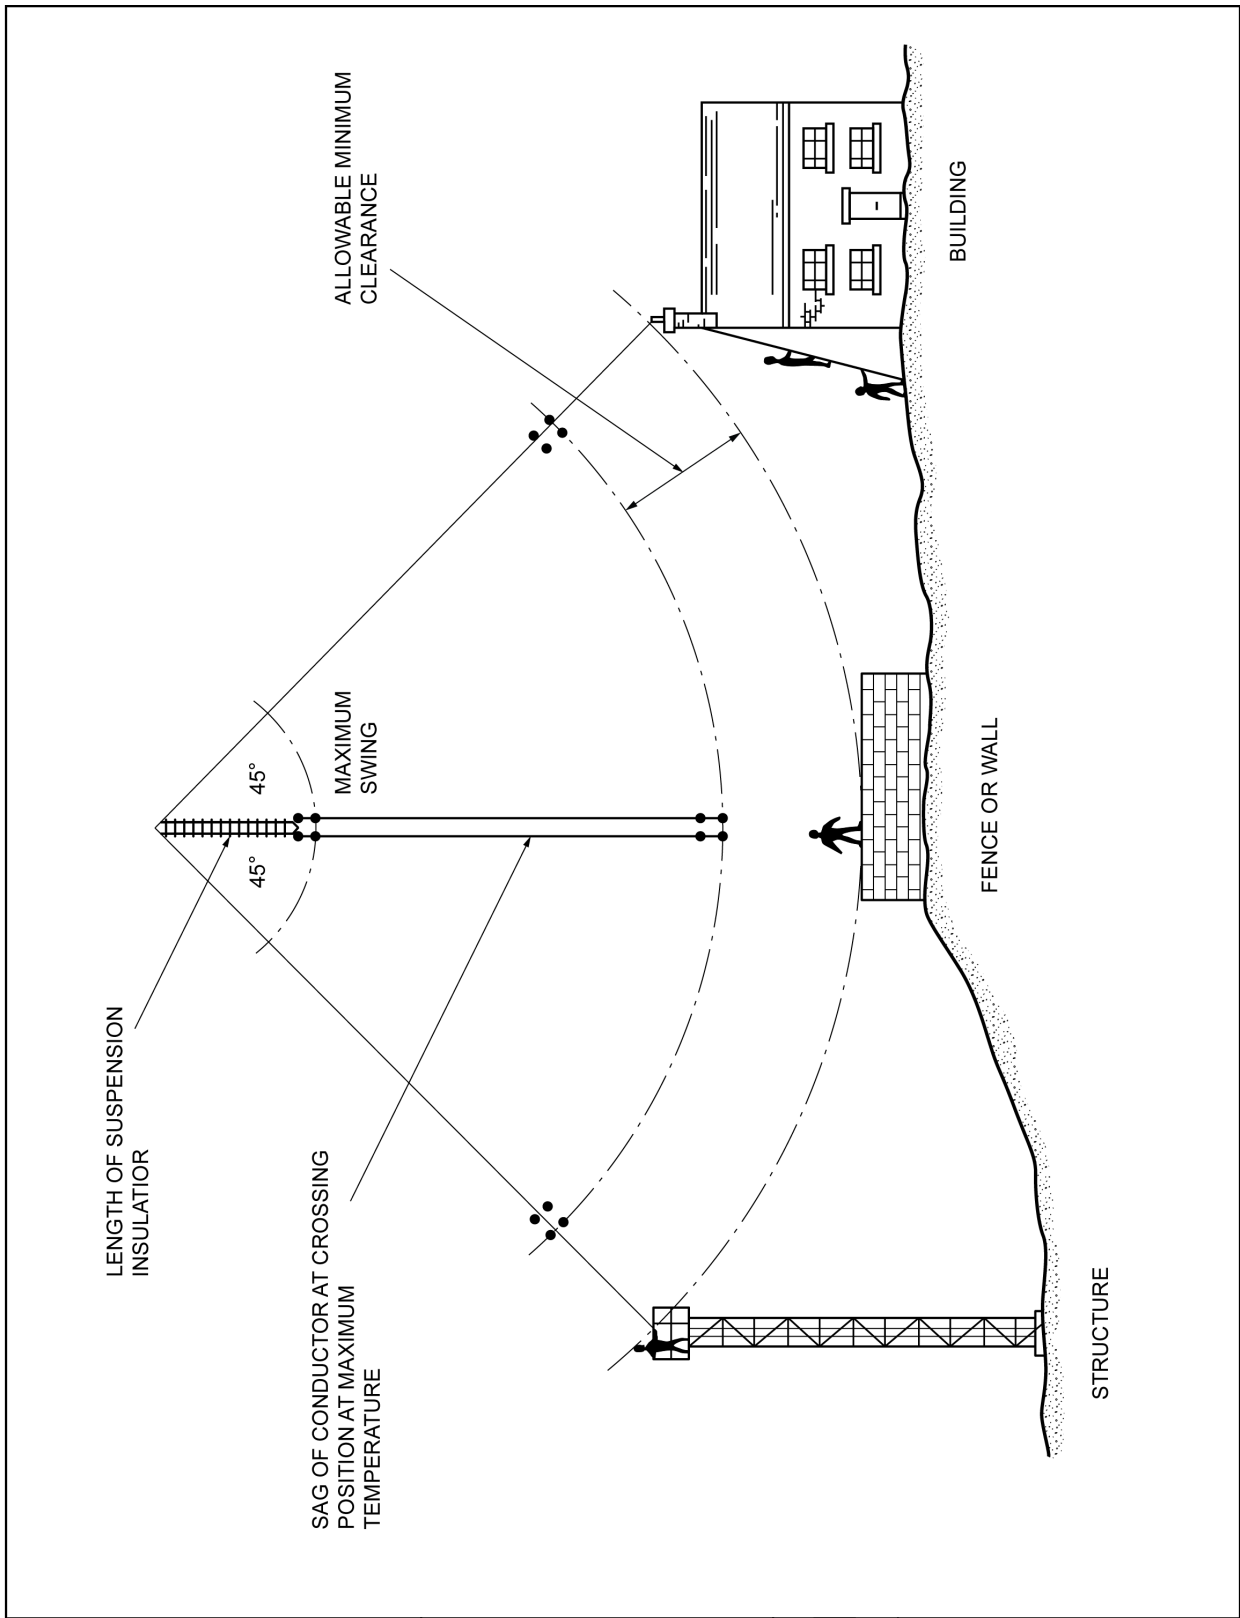 LENGTH OF SUSPENSION
INSULATIOR
ALLOWABLE MINIMUM
CLEARANCE
45°
45°
MAXIMUM
SWING
SAG OF CONDUCTOR AT CROSSING
POSITION AT MAXIMUM
TEMPERATURE
STRUCTURE
FENCE OR WALL
BUILDING